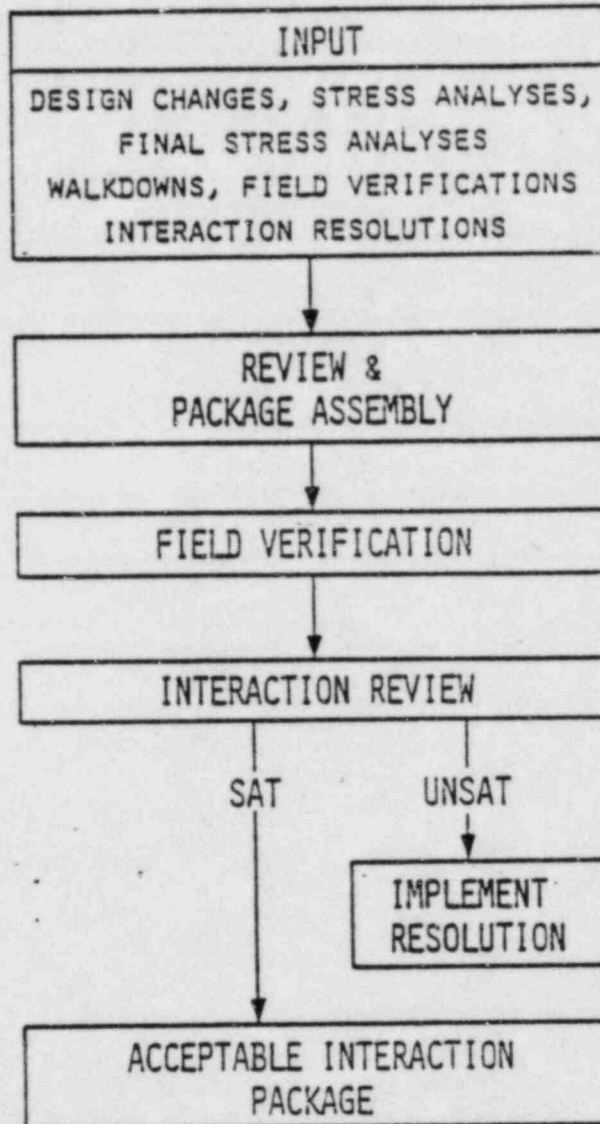 INPUT
DESIGN CHANGES, STRESS ANALYSES,
FINAL STRESS ANALYSES
WALKDOWNS, FIELD VERIFICATIONS
INTERACTION RESOLUTIONS
REVIEW &
PACKAGE ASSEMBLY
FIELD VERIFICATION
INTERACTION REVIEW
SAT UNSAT
IMPLEMENT
RESOLUTION
ACCEPTABLE INTERACTION
PACKAGE